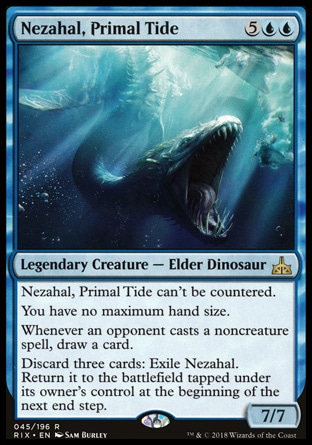 Nezahal, Primal Tide 5
Legendary Creature — Elder Dinosaur
Nezahal, Primal Tide can't be countered.
You have no maximum hand size.
Whenever an opponent casts a noncreature
spell, draw a card.
Discard three cards: Exile Nezahal.
Return it to the battlefield tapped under
its owner's control at the beginning of the
next end step.
7/7
045/196 R
RIX • EN Sam Burley ™ & © 2018 Wizards of the Coast